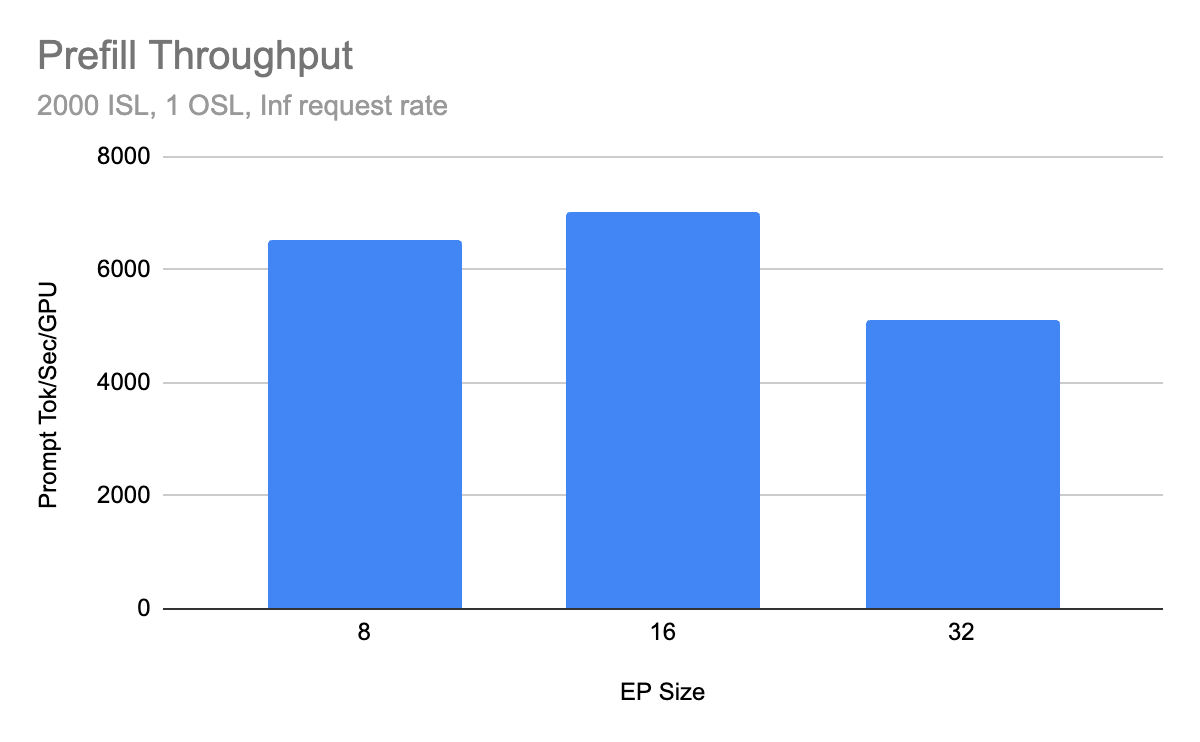 Prefill Throughput
2000 ISL, 1 OSL, Inf request rate
Prompt Tok/Sec/GPU
8000
6000
4000
2000
0
8
16
32
EP Size